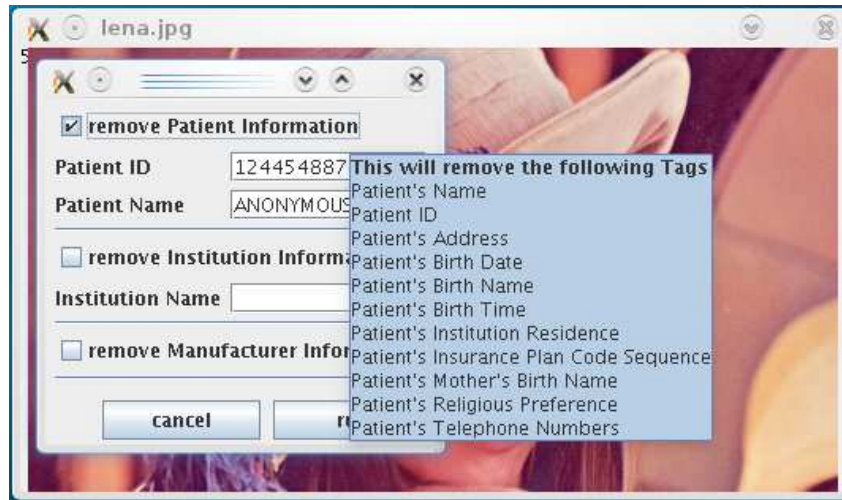 lena.jpg
5
remove Patient Information
Patient ID 124454887
Patient Name ANONYMOUS
remove Institution
Institution Name
remove Manufacturer
cancel
This will remove the following Tags
Patient's Name
Patient ID
Patient's Address
Patient's Birth Date
Patient's Birth Name
Patient's Birth Time
Patient's Institution Residence
Patient's Insurance Plan Code Sequence
Patient's Mother's Birth Name
Patient's Religious Preference
Patient's Telephone Numbers